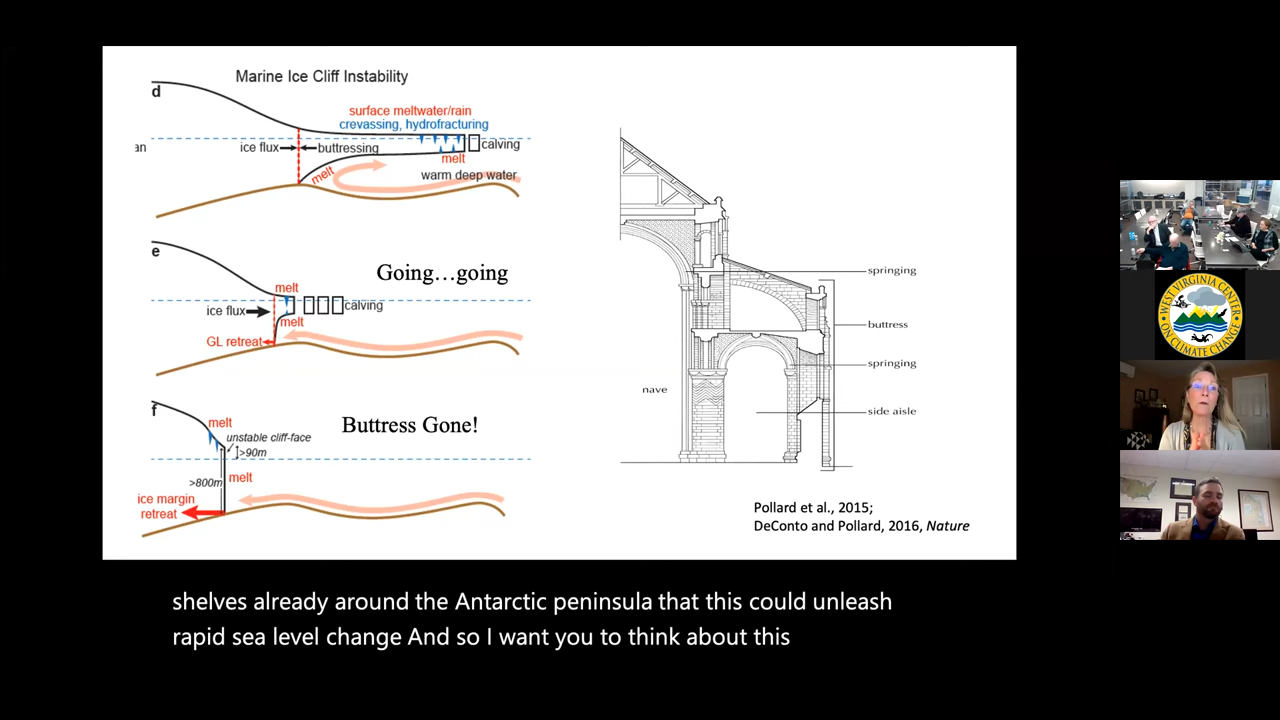 Marine Ice Cliff Instability
d
surface meltwater/rain
crevassing, hydrofracturing
an
ice flux
buttressing
calving
melt
melt
warm deep water
e
Going…going
melt
ice flux
calving
melt
GL retreat
f
Buttress Gone!
melt
unstable cliff-face
>90m
>800m
melt
ice margin
retreat
springing
buttress
springing
nave
side aisle
Pollard et al., 2015;
DeConto and Pollard, 2016, Nature
WEST VIRGINIA CENTER
ON CLIMATE CHANGE
shelves already around the Antarctic peninsula that this could unleash
rapid sea level change And so I want you to think about this